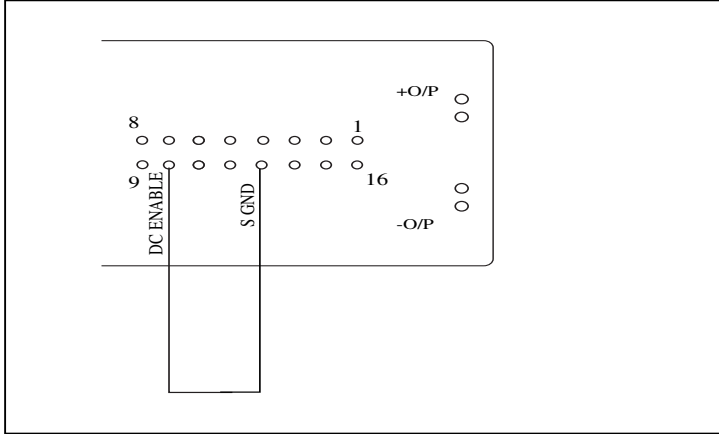 +O/P
8
1
9
16
DC ENABLE
S GND
-O/P